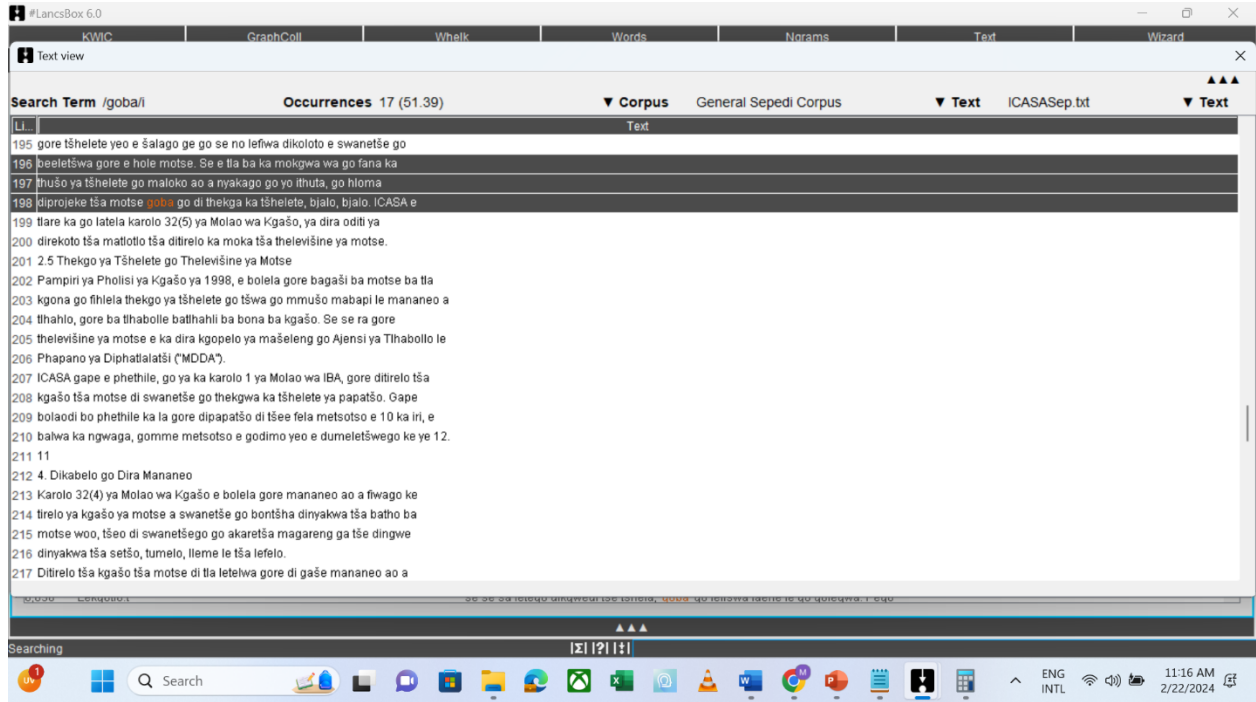 #LancsBox 6.0
KWIC GraphColl Whelk Words Ngrams Text Wizard
Text view
Search Term /goba/i Occurrences 17 (51.39) ▼ Corpus General Sepedi Corpus ▼ Text ICASASep.txt ▼ Text
Li... Text
195 gore tšhelete yeo e šalago ge go se no lefiwa dikoloto e swanetše go
196 beeletšwa gore e hole motse. Se e tla ba ka mokgwa wa go fana ka
197 thušo ya tšhelete go maloko ao a nyakago go yo ithuta, go hloma
198 diprojeke tša motse goba go di thekga ka tšhelete, bjalo, bjalo. ICASA e
199 tlare ka go latela karolo 32(5) ya Molao wa Kgašo, ya dira oditi ya
200 direkoto tša matlotlo tša ditirelo ka moka tša thelevišine ya motse.
201 2.5 Thekgo ya Tšhelete go Thelevišine ya Motse
202 Pampiri ya Pholisi ya Kgašo ya 1998, e bolela gore bagaši ba motse ba tla
203 kgona go fihlela thekgo ya tšhelete go tšwa go mmušo mabapi le mananeo a
204 tlhahlo, gore ba tlhabolle batlhahli ba bona ba kgašo. Se se ra gore
205 thelevišine ya motse e ka dira kgopelo ya mašeleng go Ajensi ya Tlhabollo le
206 Phapano ya Diphatlalatši ("MDDA").
207 ICASA gape e phethile, go ya ka karolo 1 ya Molao wa IBA, gore ditirelo tša
208 kgašo tša motse di swanetše go thekgwa ka tšhelete ya papatšo. Gape
209 bolaodi bo phethile ka la gore dipapatšo di tšee fela metsotso e 10 ka iri, e
210 balwa ka ngwaga, gomme metsotso e godimo yeo e dumeletšwego ke ye 12.
211 11
212 4. Dikabelo go Dira Mananeo
213 Karolo 32(4) ya Molao wa Kgašo e bolela gore mananeo ao a fiwago ke
214 tirelo ya kgašo ya motse a swanetše go bontšha dinyakwa tša batho ba
215 motse woo, tšeo di swanetšego go akaretša magareng ga tše dingwe
216 dinyakwa tša setšo, tumelo, lleme le tša lefelo.
217 Ditirelo tša kgašo tša motse di tla letelwa gore di gaše mananeo ao a
Searching
Search ENG 11:16 AM
INTL 2/22/2024